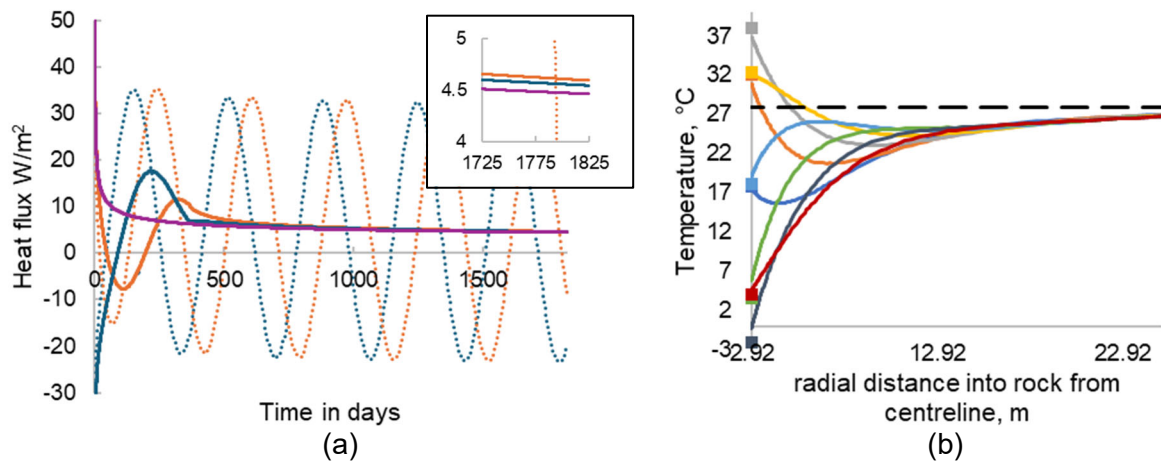 (a)
50
40
30
20
10
0
-10
-20
-30
Heat flux W/m²
0 500 1000 1500
Time in days
5
4.5
4
1725 1775 1825
(b)
37
32
27
22
17
12
7
2
-3
Temperature, °C
2.92 12.92 22.92
radial distance into rock from
centreline, m
(a) (b)